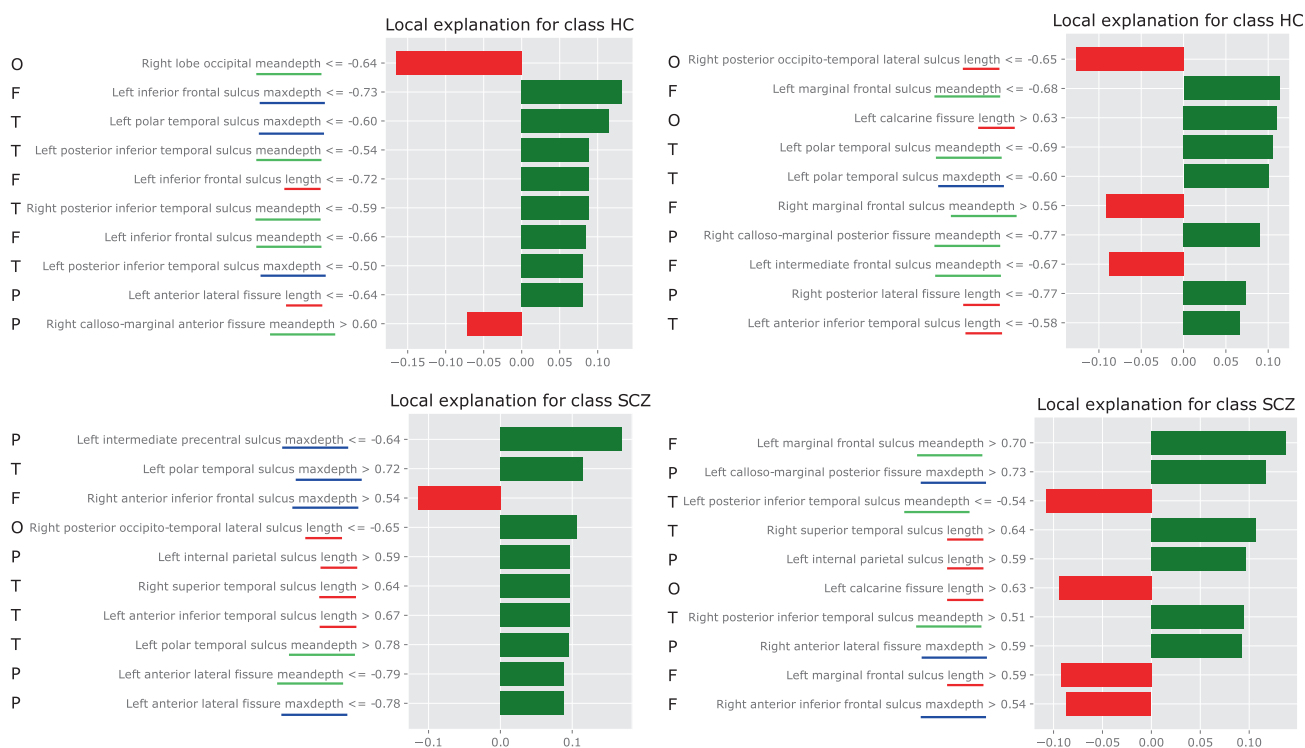 Local explanation for class HC
O Right lobe occipital meandepth <= -0.64
F Left inferior frontal sulcus maxdepth <= -0.73
T Left polar temporal sulcus maxdepth <= -0.60
T Left posterior inferior temporal sulcus meandepth <= -0.54
F Left inferior frontal sulcus length <= -0.72
T Right posterior inferior temporal sulcus meandepth <= -0.59
F Left inferior frontal sulcus meandepth <= -0.66
T Left posterior inferior temporal sulcus maxdepth <= -0.50
P Left anterior lateral fissure length <= -0.64
P Right calloso-marginal anterior fissure meandepth > 0.60
−0.15 −0.10 −0.05 0.00 0.05 0.10
Local explanation for class HC
O Right posterior occipito-temporal lateral sulcus length <= -0.65
F Left marginal frontal sulcus meandepth <= -0.68
O Left calcarine fissure length > 0.63
T Left polar temporal sulcus meandepth <= -0.69
T Left polar temporal sulcus maxdepth <= -0.60
F Right marginal frontal sulcus meandepth > 0.56
P Right calloso-marginal posterior fissure meandepth <= -0.77
F Left intermediate frontal sulcus meandepth <= -0.67
P Right posterior lateral fissure length <= -0.77
T Left anterior inferior temporal sulcus length <= -0.58
−0.10 −0.05 0.00 0.05 0.10
Local explanation for class SCZ
P Left intermediate precentral sulcus maxdepth <= -0.64
T Left polar temporal sulcus maxdepth > 0.72
F Right anterior inferior frontal sulcus maxdepth > 0.54
O Right posterior occipito-temporal lateral sulcus length <= -0.65
P Left internal parietal sulcus length > 0.59
T Right superior temporal sulcus length > 0.64
T Left anterior inferior temporal sulcus length > 0.67
T Left polar temporal sulcus meandepth > 0.78
P Left anterior lateral fissure meandepth <= -0.79
P Left anterior lateral fissure maxdepth <= -0.78
−0.1 0.0 0.1
Local explanation for class SCZ
F Left marginal frontal sulcus meandepth > 0.70
P Left calloso-marginal posterior fissure maxdepth > 0.73
T Left posterior inferior temporal sulcus meandepth <= -0.54
T Right superior temporal sulcus length > 0.64
P Left internal parietal sulcus length > 0.59
O Left calcarine fissure length > 0.63
T Right posterior inferior temporal sulcus meandepth > 0.51
P Right anterior lateral fissure maxdepth > 0.59
F Left marginal frontal sulcus length > 0.59
F Right anterior inferior frontal sulcus maxdepth > 0.54
−0.10 −0.05 0.00 0.05 0.10